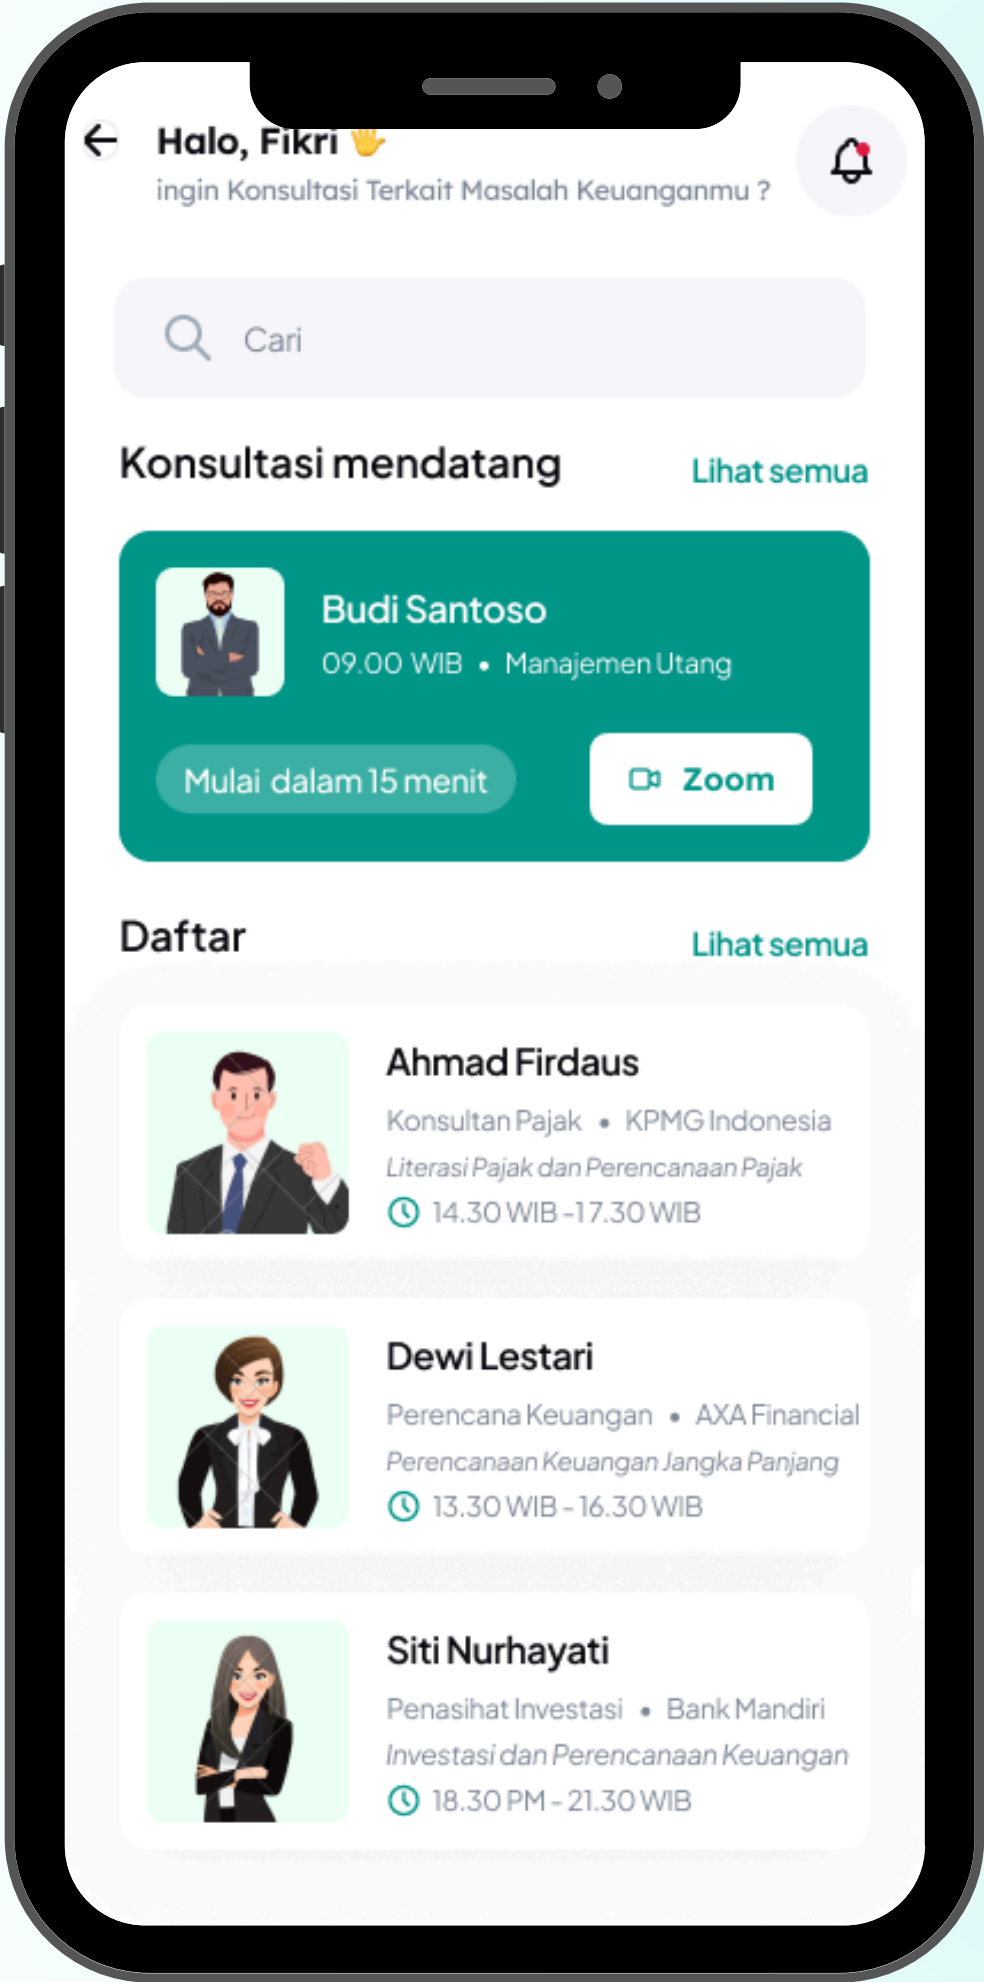 Halo, Fikri 🖐
ingin Konsultasi Terkait Masalah Keuanganmu ?
Cari
Konsultasi mendatang
Lihat semua
Budi Santoso
09.00 WIB • Manajemen Utang
Mulai dalam 15 menit
Zoom
Daftar
Lihat semua
Ahmad Firdaus
Konsultan Pajak • KPMG Indonesia
Literasi Pajak dan Perencanaan Pajak
14.30 WIB -17.30 WIB
Dewi Lestari
Perencana Keuangan • AXA Financial
Perencanaan Keuangan Jangka Panjang
13.30 WIB - 16.30 WIB
Siti Nurhayati
Penasihat Investasi • Bank Mandiri
Investasi dan Perencanaan Keuangan
18.30 PM - 21.30 WIB